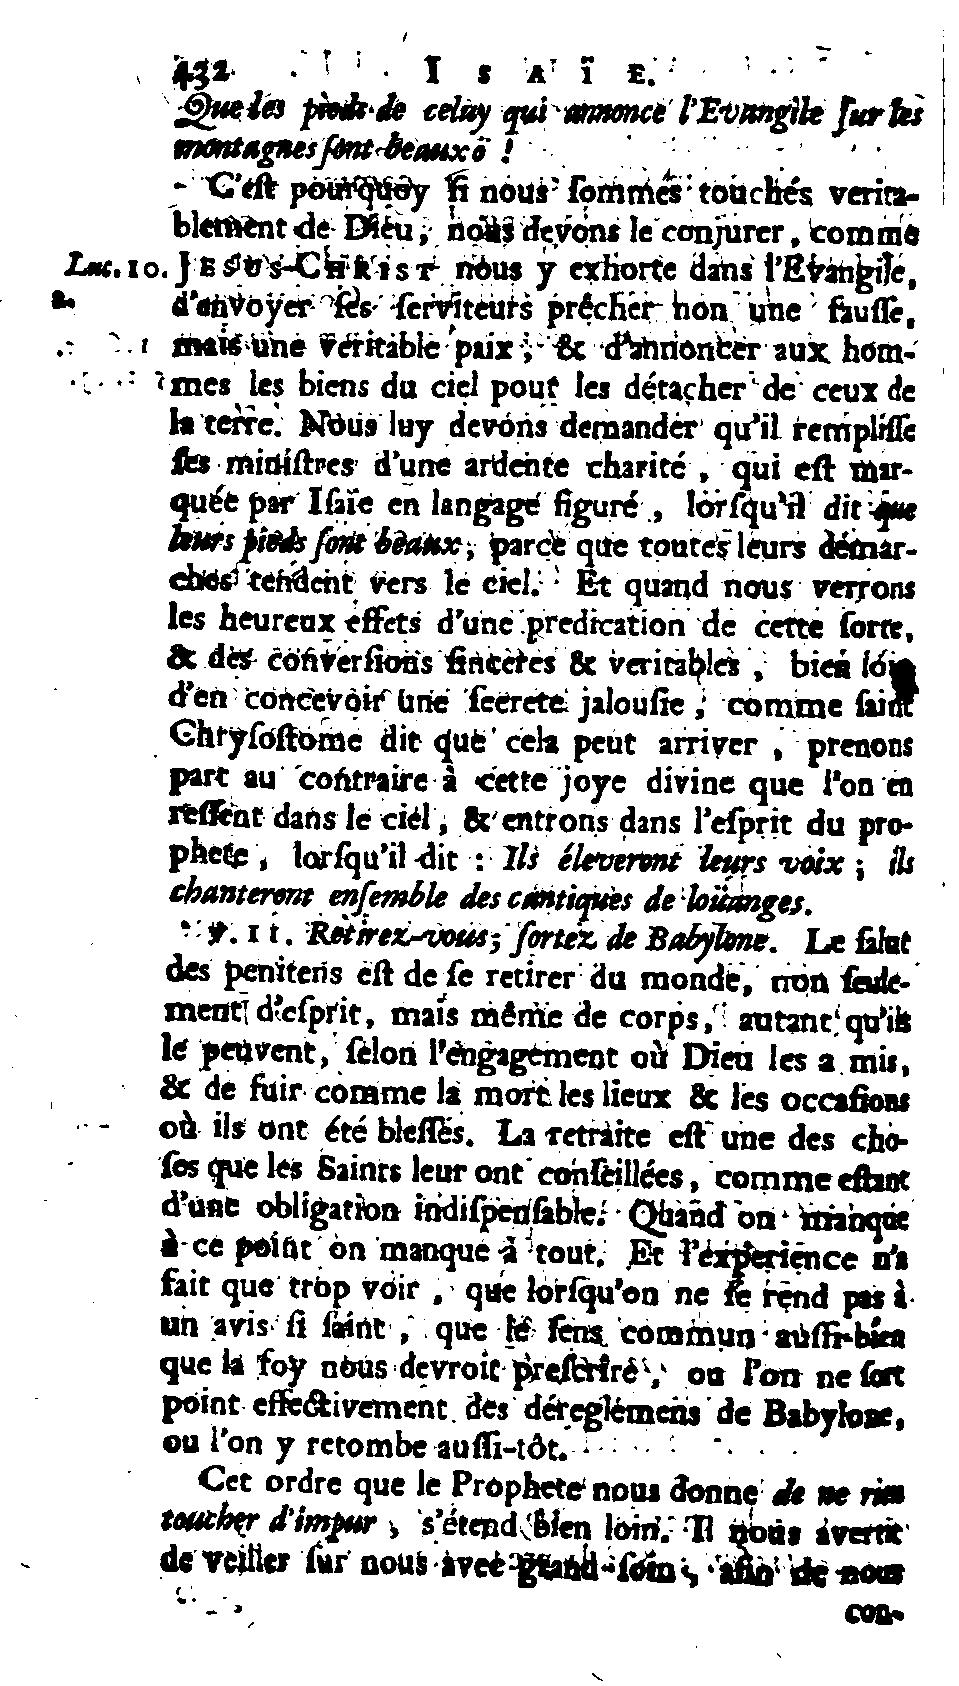 432 ISAÏE.
Que les pieds de celuy qui annonce l'Evangile ſur les
montagnes ſont beaux !
C'eſt pourquoy ſi nous ſommes touchés verita-
blement de Dieu, nous devons le conjurer, comme
Luc. 10. JESUS-CHRIST nous y exhorte dans l'Evangile,
2. d'envoyer ſes ſerviteurs prêcher non une fauſſe,
mais une veritable paix ; & d'annoncer aux hom-
mes les biens du ciel pour les détacher de ceux de
la terre. Nous luy devons demander qu'il rempliſſe
ſes miniſtres d'une ardente charité, qui eſt mar-
quée par Iſaïe en langage figuré, lorſqu'il dit que
leurs pieds ſont beaux, parce que toutes leurs démar-
ches tendent vers le ciel. Et quand nous verrons
les heureux effets d'une predication de cette ſorte,
& des converſions ſinceres & veritables, bien loin
d'en concevoir une ſecrete jalouſie, comme ſaint
Chryſoſtome dit que cela peut arriver, prenons
part au contraire à cette joye divine que l'on en
reſſent dans le ciel, & entrons dans l'eſprit du pro-
phete, lorſqu'il dit : Ils éleveront leurs voix ; ils
chanteront enſemble des cantiques de loüanges.
℣. 11. Retirez-vous, ſortez de Babylone. Le ſalut
des penitens eſt de ſe retirer du monde, non ſeule-
ment d'eſprit, mais même de corps, autant qu'ils
le peuvent, ſelon l'engagement où Dieu les a mis,
& de fuir comme la mort les lieux & les occaſions
où ils ont été bleſſés. La retraite eſt une des cho-
ſes que les Saints leur ont conſeillées, comme eſtant
d'une obligation indiſpenſable. Quand on manque
à ce point on manque à tout. Et l'experience n'a
fait que trop voir, que lorſqu'on ne ſe rend pas à
un avis ſi ſaint, que le ſens commun auſſi-bien
que la foy nous devroit preſcrire, ou l'on ne ſort
point effectivement des déreglémens de Babylone,
ou l'on y retombe auſſi-tôt.
Cet ordre que le Prophete nous donne de ne rien
toucher d'impur, s'étend bien loin. Il nous avertit
de veiller ſur nous avec grand ſoin, afin de nous
con-